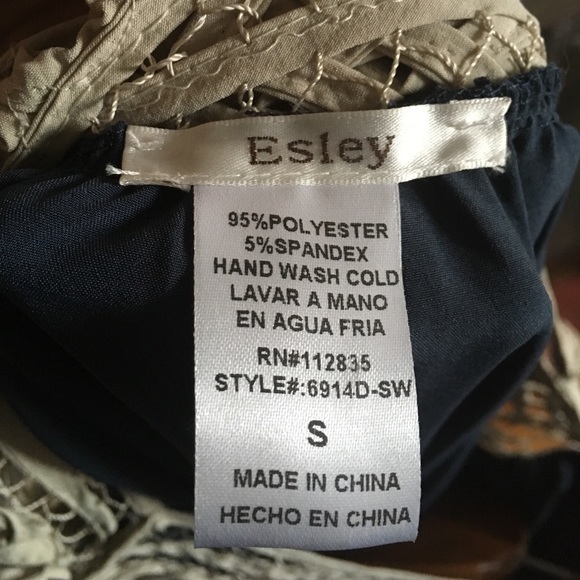 Esley
95%POLYESTER
5%SPANDEX
HAND WASH COLD
LAVAR A MANO
EN AGUA FRIA
RN#112835
STYLE#:6914D-SW
S
MADE IN CHINA
HECHO EN CHINA